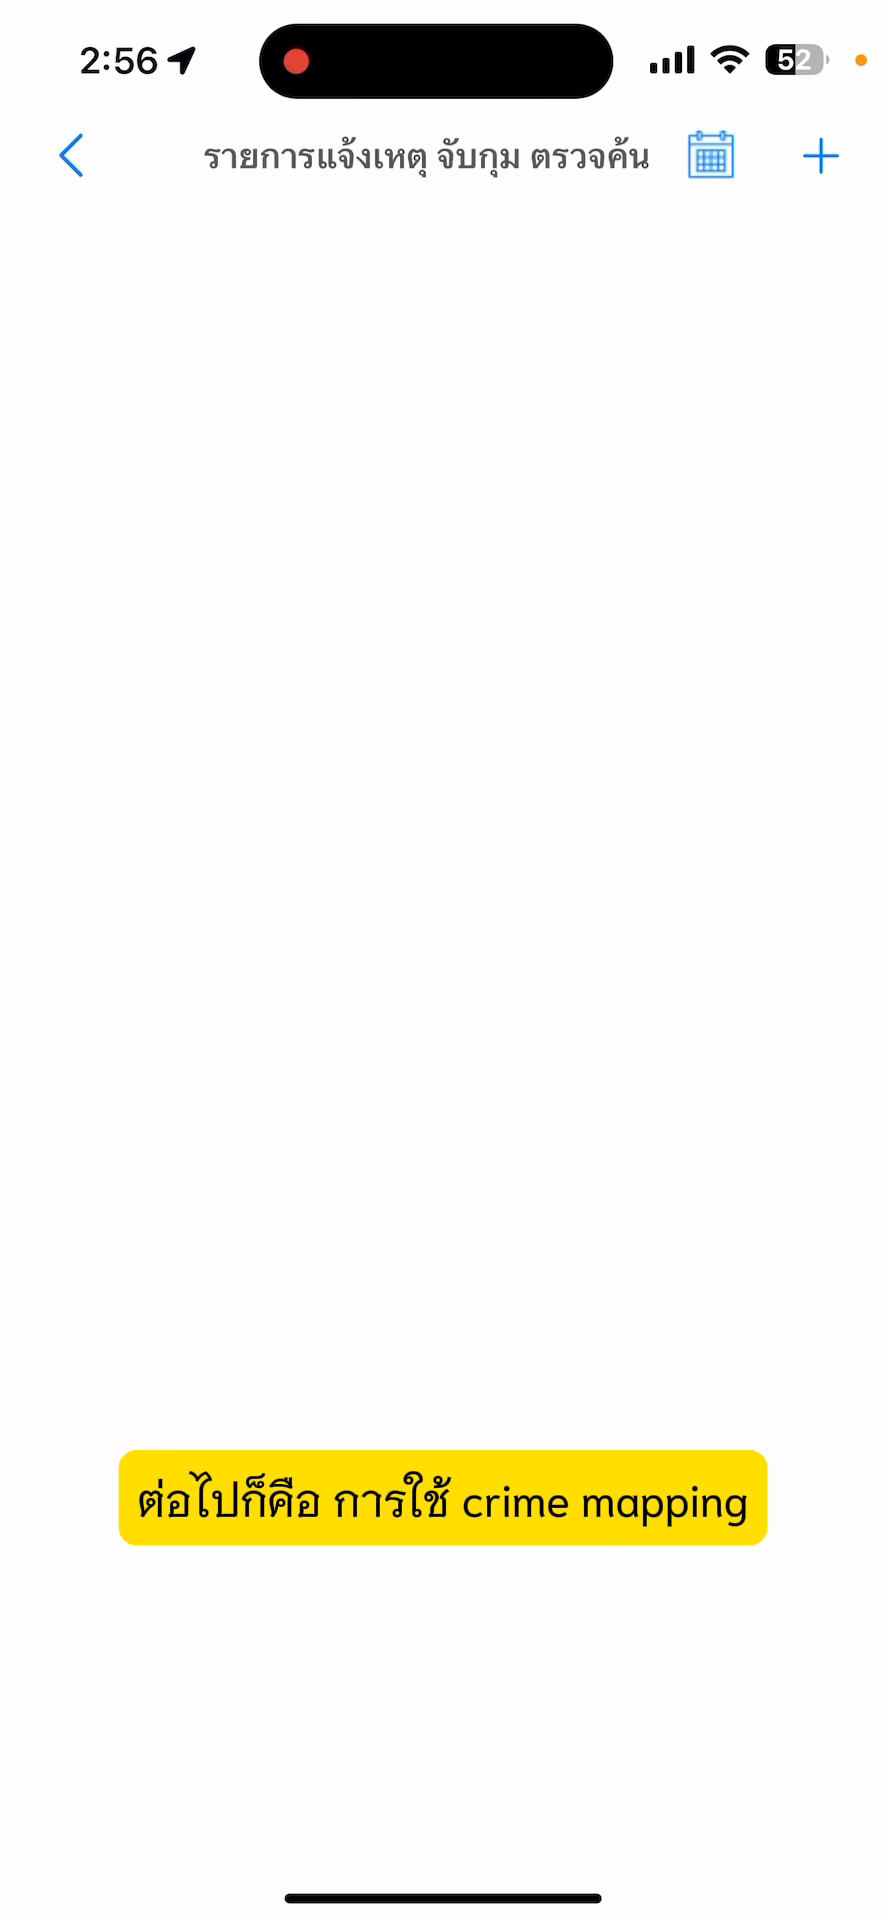 2:56
52
รายการแจ้งเหตุ จับกุม ตรวจค้น
ต่อไปก็คือ การใช้ crime mapping